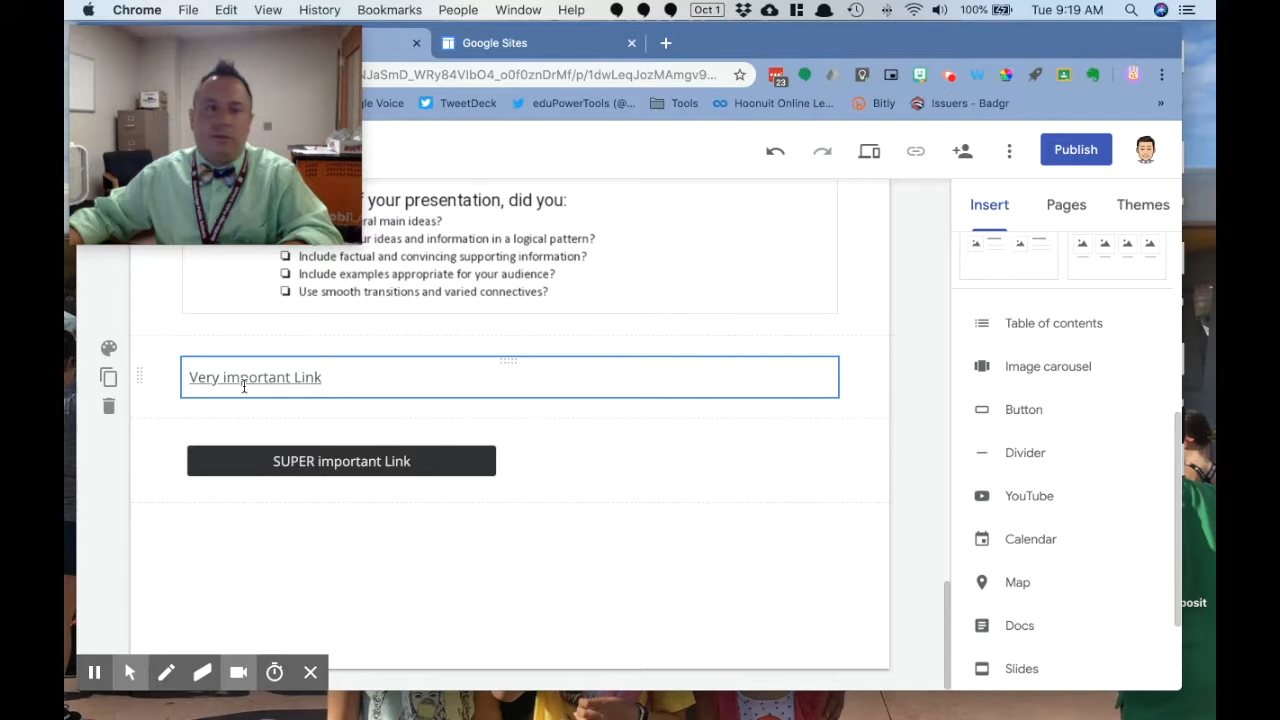 Chrome File Edit View History Bookmarks People Window Help Oct 1 100% Tue 9:19 AM
Google Sites
NJaSmD_WRy84VIbO4_o0f0znDrMf/p/1dwLeqJozMAmgv9...
23
gle Voice TweetDeck eduPowerTools (@... Tools Hoonuit Online Le... Bitly Issuers - Badgr »
Publish
Insert Pages Themes
f your presentation, did you:
ral main ideas?
ur ideas and information in a logical pattern?
Include factual and convincing supporting information?
Include examples appropriate for your audience?
Use smooth transitions and varied connectives?
Very important Link
SUPER important Link
Table of contents
Image carousel
Button
Divider
YouTube
Calendar
Map
Docs
Slides
posit